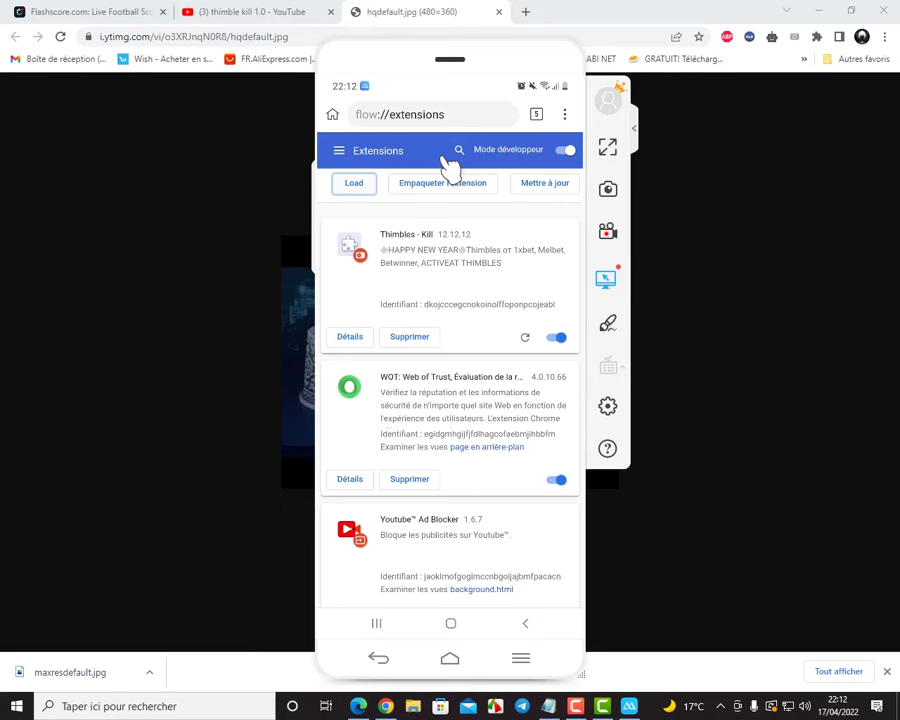 Flashscore.com: Live Football Sc
(3) thimble kill 1.0 - YouTube
hqdefault.jpg (480×360)
i.ytimg.com/vi/o3XRJnqN0R8/hqdefault.jpg
Boîte de réception (...
Wish - Acheter en s...
FR.AliExpress.com |...
ABI NET
GRATUIT! Télécharg...
Autres favoris
22:12
flow://extensions
5
Extensions
Mode développeur
Load
Empaqueter l'extension
Mettre à jour
Thimbles - Kill 12.12.12
❊HAPPY NEW YEAR❊Thimbles от 1xbet, Melbet,
Betwinner, ACTIVEAT THIMBLES
Identifiant : dkojcccegcnokoinolffoponpcojeabl
Détails
Supprimer
WOT: Web of Trust, Évaluation de la r... 4.0.10.66
Vérifiez la réputation et les informations de
sécurité de n'importe quel site Web en fonction de
l'expérience des utilisateurs. L'extension Chrome
Identifiant : egidgmhgijfjfdlhagcofaebmjihbbfm
Examiner les vues page en arrière-plan
Détails
Supprimer
Youtube™ Ad Blocker 1.6.7
Bloque les publicités sur Youtube™.
Identifiant : jaoklmofgoglmccnbgoljajbmfpacacn
Examiner les vues background.html
maxresdefault.jpg
Tout afficher
Taper ici pour rechercher
17°C
22:12
17/04/2022